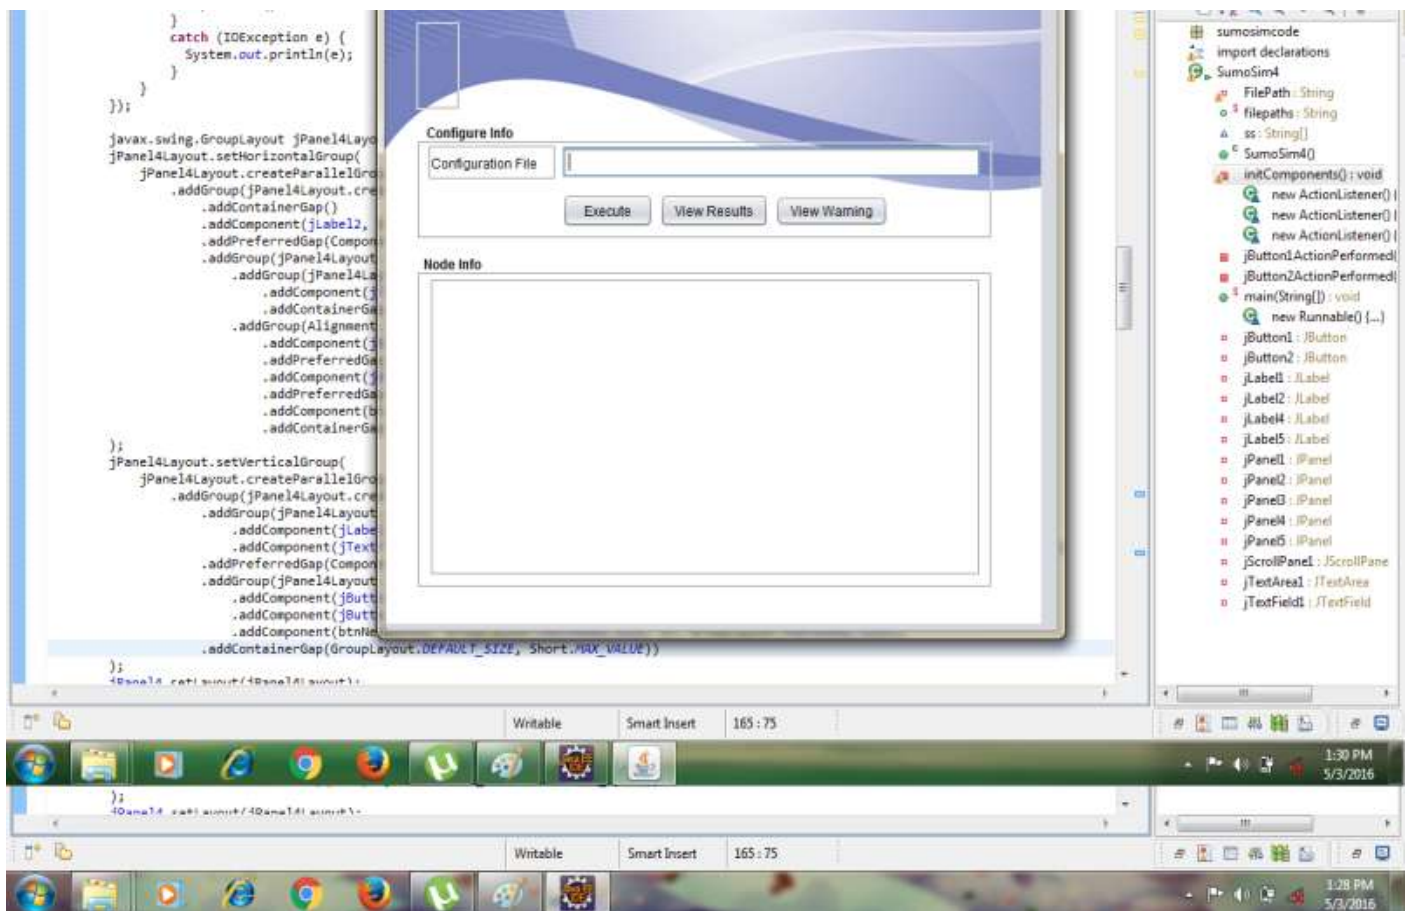 }
catch (IOException e) {
System.out.println(e);
}
}
});
javax.swing.GroupLayout jPanel4Layo
jPanel4Layout.setHorizontalGroup(
jPanel4Layout.createParallelGro
.addGroup(jPanel4Layout.cre
.addContainerGap()
.addComponent(jLabel2,
.addPreferredGap(Compon
.addGroup(jPanel4Layout
.addGroup(jPanel4La
.addComponent(j
.addContainerGa
.addGroup(Alignment
.addComponent(j
.addPreferredGa
.addComponent(j
.addPreferredGa
.addComponent(b
.addContainerGa
);
jPanel4Layout.setVerticalGroup(
jPanel4Layout.createParallelGro
.addGroup(jPanel4Layout.cre
.addGroup(jPanel4Layout
.addComponent(jLabe
.addComponent(jText
.addPreferredGap(Compon
.addGroup(jPanel4Layout
.addComponent(jButt
.addComponent(jButt
.addComponent(btnNe
.addContainerGap(GroupLayout.DEFAULT_SIZE, Short.MAX_VALUE))
);
jPanel4.setLayout(jPanel4Layout);
Configure Info
Configuration File
Execute View Results View Warning
Node Info
sumosimcode
import declarations
SumoSim4
FilePath : String
filepaths : String
ss : String[]
SumoSim4()
initComponents() : void
new ActionListener() {
new ActionListener() {
new ActionListener() {
jButton1ActionPerformed(
jButton2ActionPerformed(
main(String[]) : void
new Runnable() {...}
jButton1 : JButton
jButton2 : JButton
jLabel1 : JLabel
jLabel2 : JLabel
jLabel4 : JLabel
jLabel5 : JLabel
jPanel1 : JPanel
jPanel2 : JPanel
jPanel3 : JPanel
jPanel4 : JPanel
jPanel5 : JPanel
jScrollPane1 : JScrollPane
jTextArea1 : JTextArea
jTextField1 : JTextField
Writable Smart Insert 165 : 75
1:30 PM
5/3/2016
);
jPanel4.setLayout(jPanel4Layout);
Writable Smart Insert 165 : 75
1:28 PM
5/3/2016